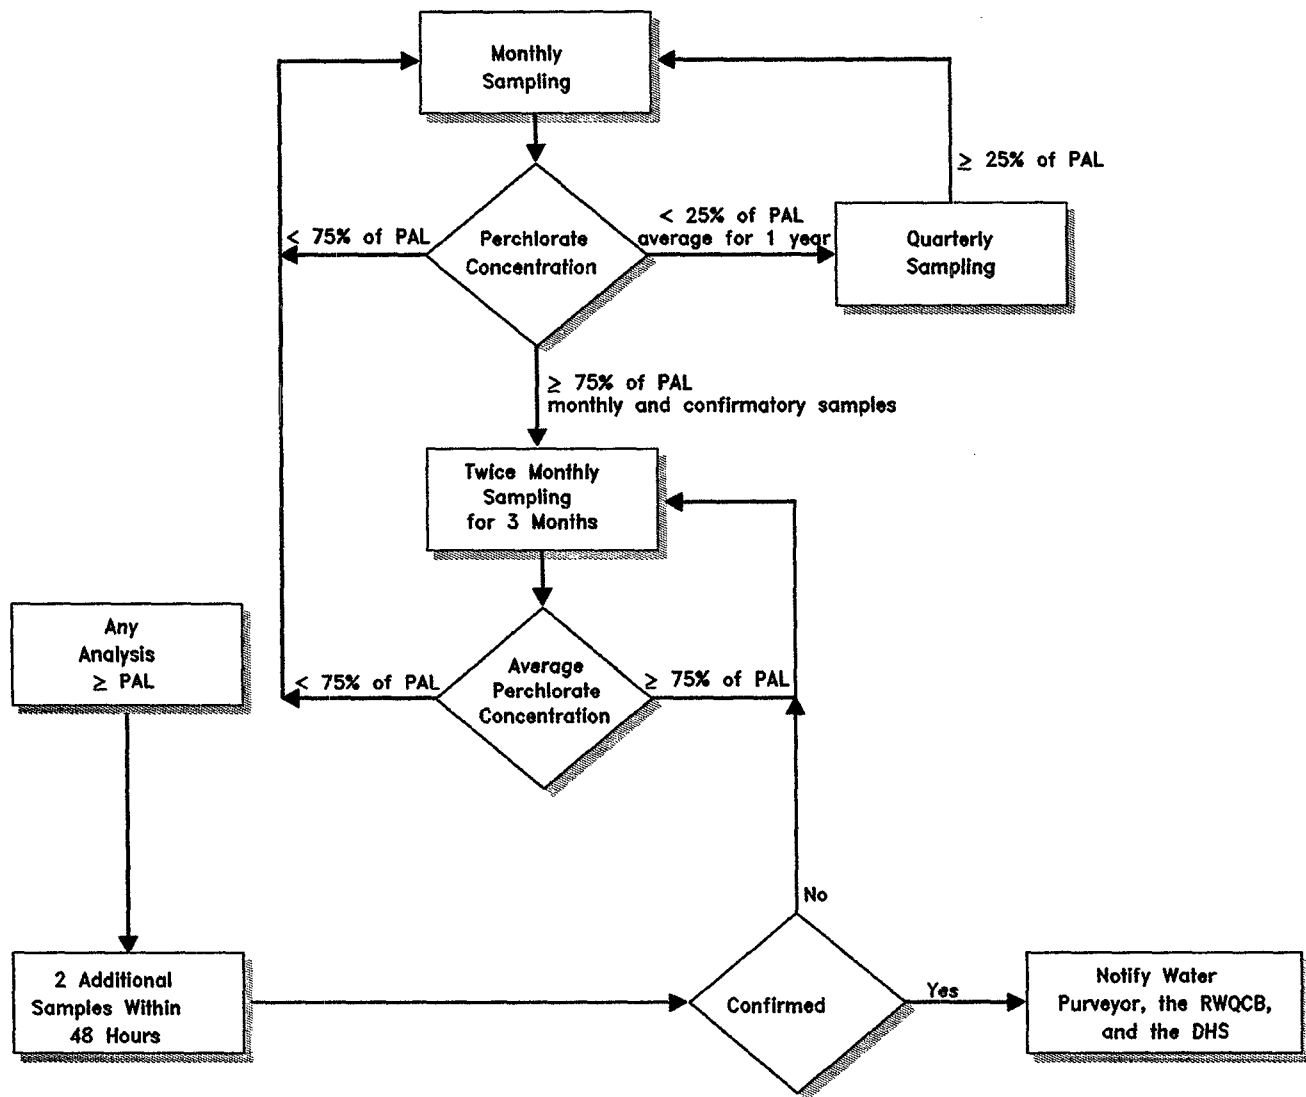 Monthly
Sampling
≥ 25% of PAL
< 75% of PAL
Perchlorate
Concentration
< 25% of PAL
average for 1 year
Quarterly
Sampling
≥ 75% of PAL
monthly and confirmatory samples
Twice Monthly
Sampling
for 3 Months
Any
Analysis
≥ PAL
< 75% of PAL
Average
Perchlorate
Concentration
≥ 75% of PAL
No
2 Additional
Samples Within
48 Hours
Confirmed
Yes
Notify Water
Purveyor, the RWQCB,
and the DHS